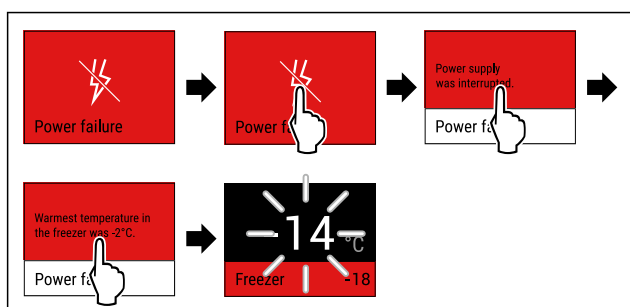 Power failure
Power fa
Power supply
was interrupted.
Power fa
Warmest temperature in
the freezer was -2°C.
Power fa
-14 °C
Freezer -18